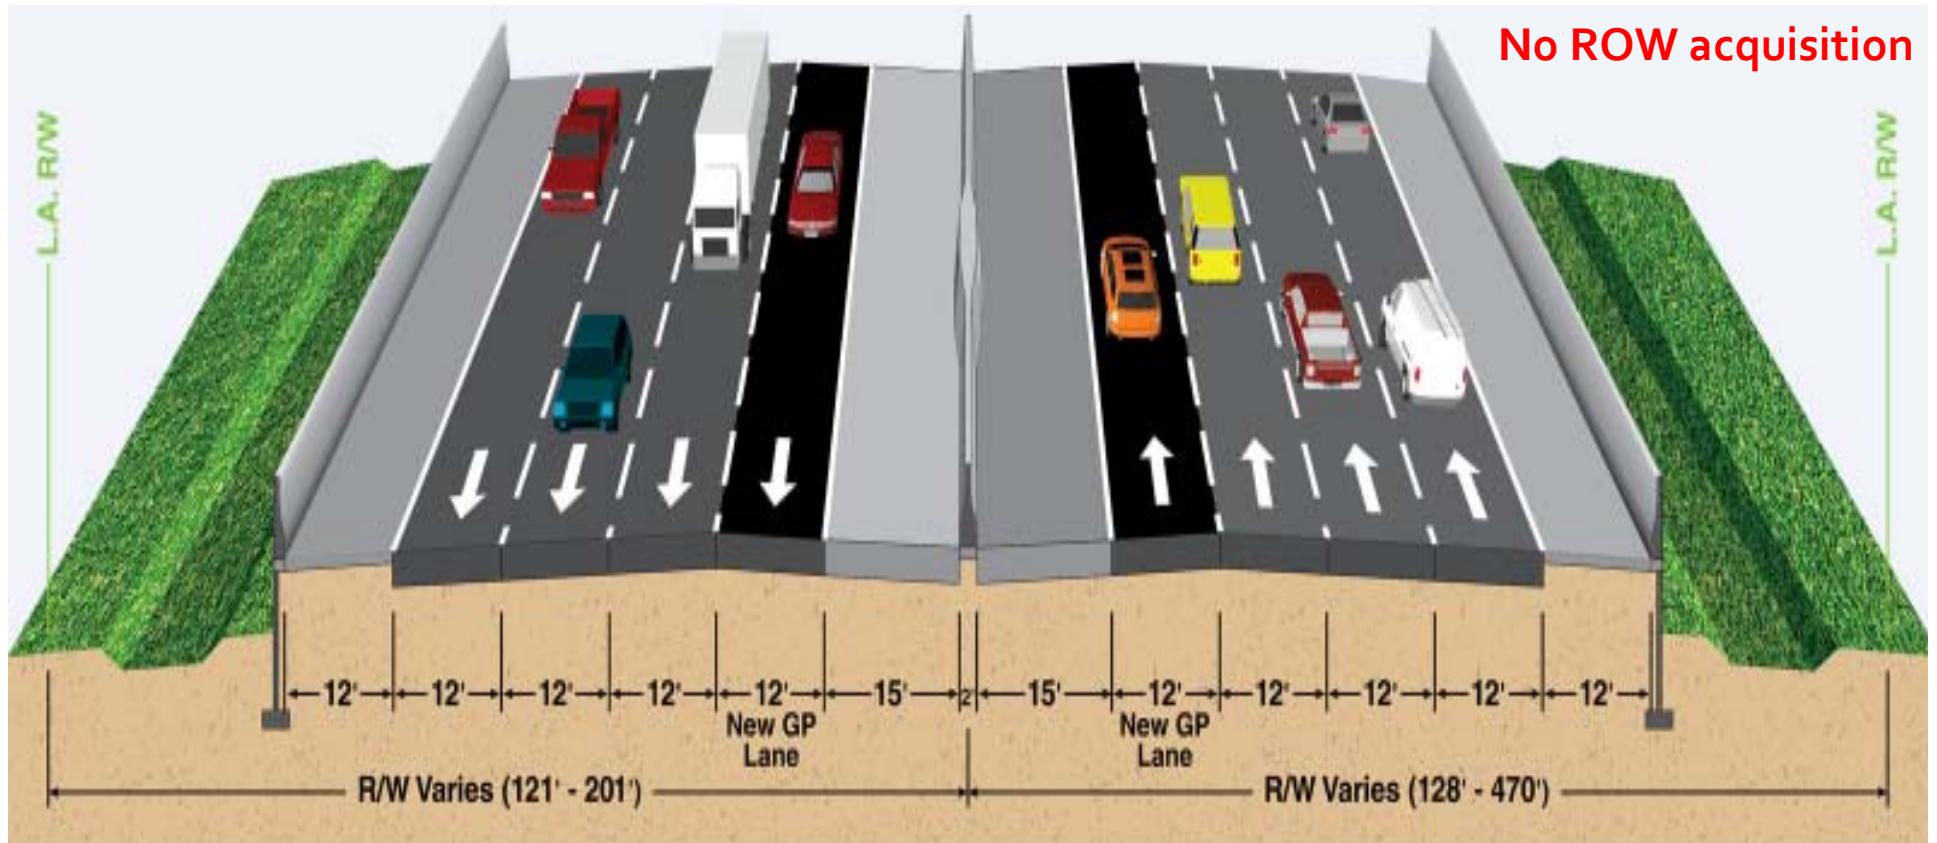 No ROW acquisition
L.A. R/W
L.A. R/W
12' 12' 12' 12' 12' 15' 2' 15' 12' 12' 12' 12' 12'
New GP
Lane
New GP
Lane
R/W Varies (121' - 201')
R/W Varies (128' - 470')